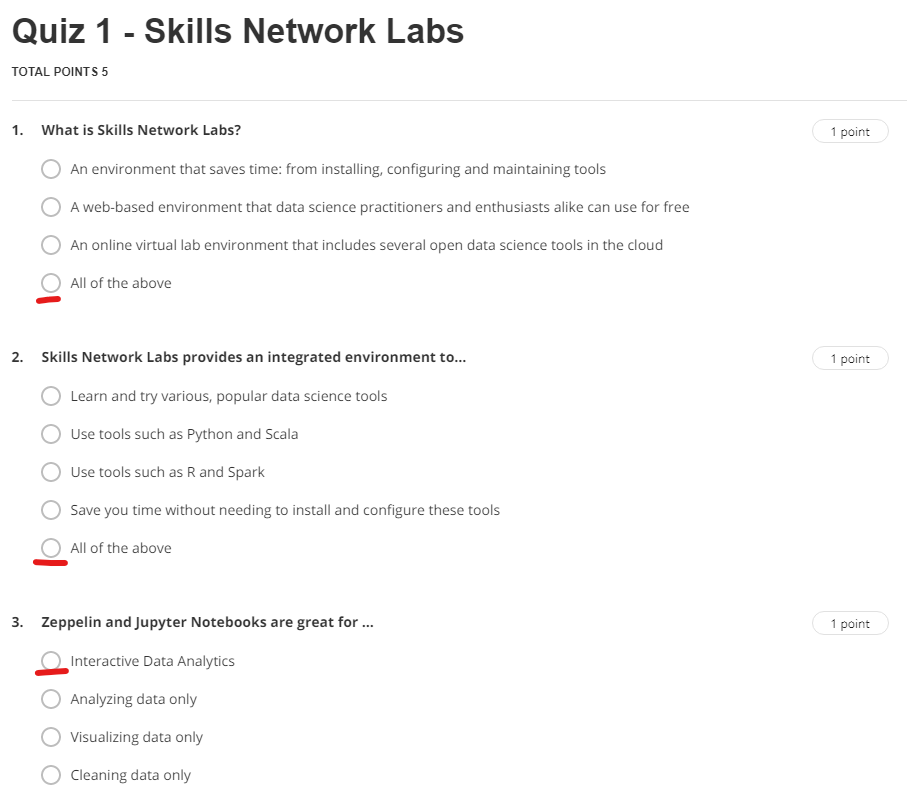 Quiz 1 - Skills Network Labs
TOTAL POINTS 5
1. What is Skills Network Labs? 1 point
An environment that saves time: from installing, configuring and maintaining tools
A web-based environment that data science practitioners and enthusiasts alike can use for free
An online virtual lab environment that includes several open data science tools in the cloud
All of the above
2. Skills Network Labs provides an integrated environment to... 1 point
Learn and try various, popular data science tools
Use tools such as Python and Scala
Use tools such as R and Spark
Save you time without needing to install and configure these tools
All of the above
3. Zeppelin and Jupyter Notebooks are great for ... 1 point
Interactive Data Analytics
Analyzing data only
Visualizing data only
Cleaning data only